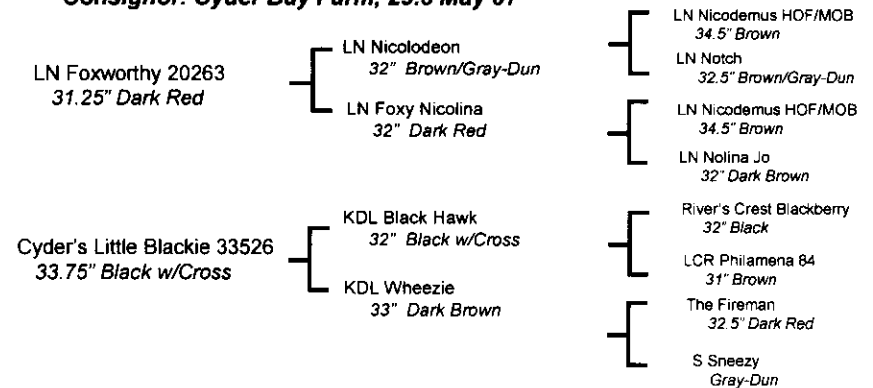 Consignor: Cyder Bay Farm, 29.8 May 07
LN Foxworthy 20263
31.25" Dark Red
LN Nicolodeon
32" Brown/Gray-Dun
LN Foxy Nicolina
32" Dark Red
LN Nicodemus HOF/MOB
34.5" Brown
LN Notch
32.5" Brown/Gray-Dun
LN Nicodemus HOF/MOB
34.5" Brown
LN Nolina Jo
32" Dark Brown
Cyder's Little Blackie 33526
33.75" Black w/Cross
KDL Black Hawk
32" Black w/Cross
KDL Wheezie
33" Dark Brown
River's Crest Blackberry
32" Black
LCR Philamena 84
31" Brown
The Fireman
32.5" Dark Red
S Sneezy
Gray-Dun